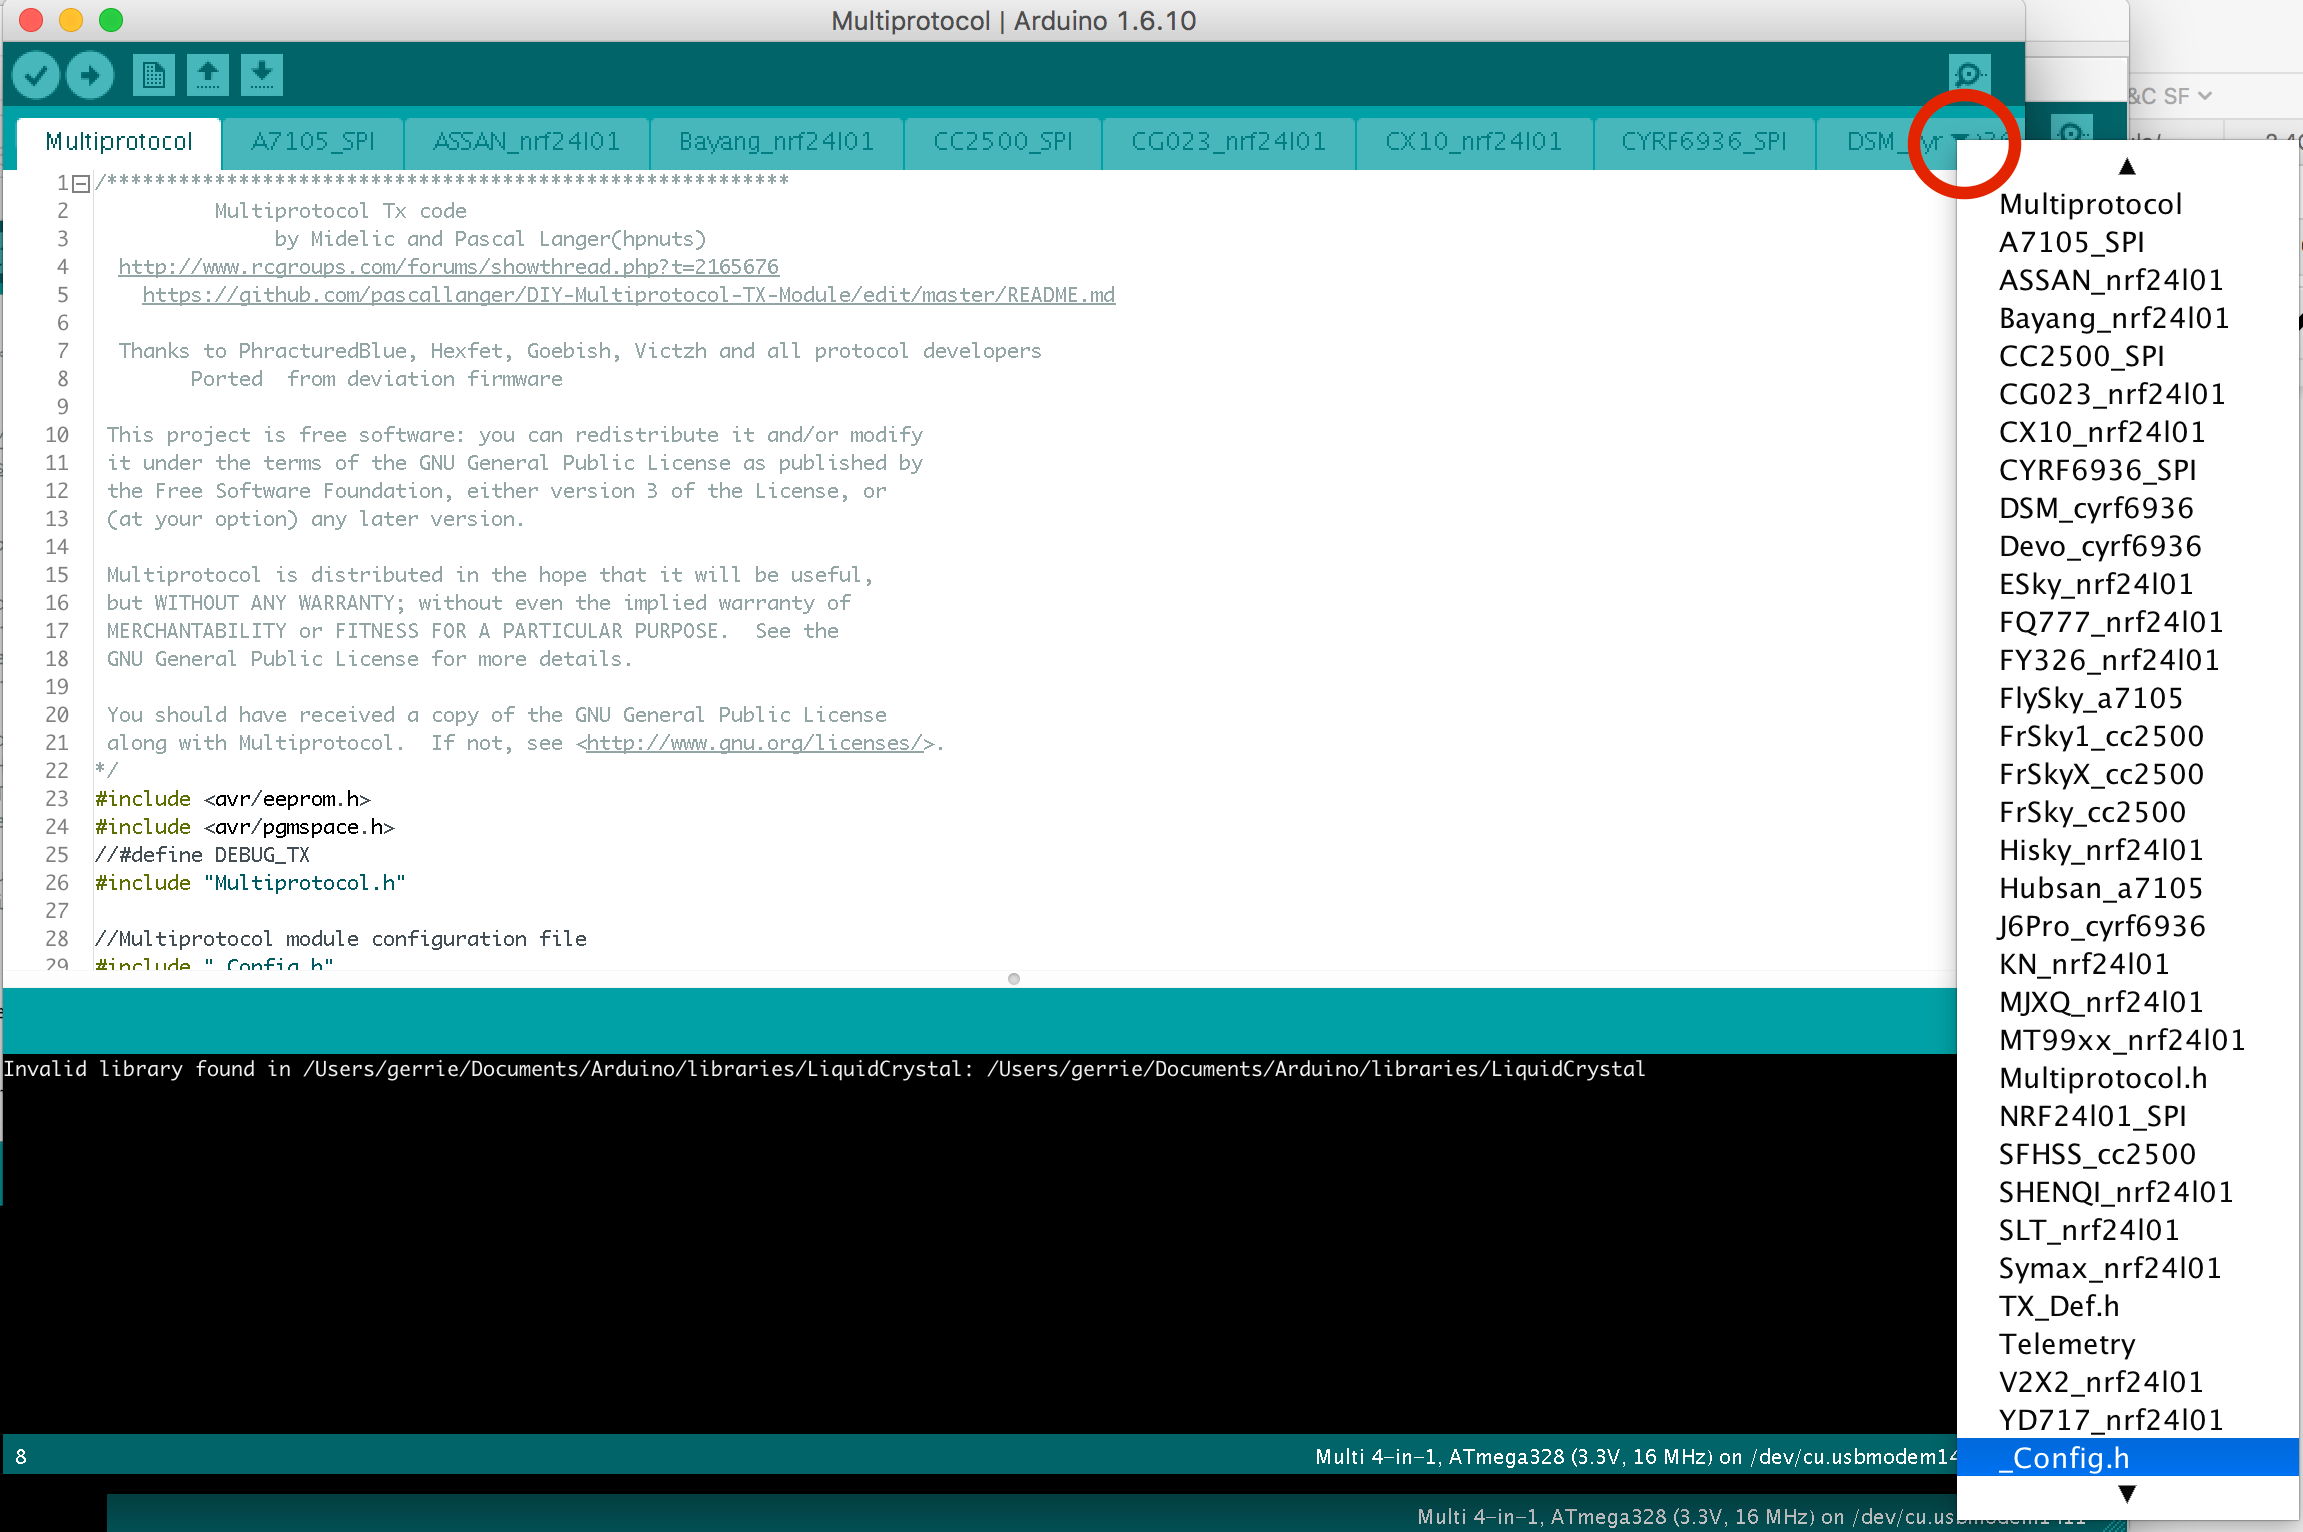 Multiprotocol | Arduino 1.6.10
&C SF
Multiprotocol A7105_SPI ASSAN_nrf24l01 Bayang_nrf24l01 CC2500_SPI CG023_nrf24l01 CX10_nrf24l01 CYRF6936_SPI
1 /*********************************************************
2 Multiprotocol Tx code
3 by Midelic and Pascal Langer(hpnuts)
4 http://www.rcgroups.com/forums/showthread.php?t=2165676
5 https://github.com/pascallanger/DIY-Multiprotocol-TX-Module/edit/master/README.md
6
7 Thanks to PhracturedBlue, Hexfet, Goebish, Victzh and all protocol developers
8 Ported  from deviation firmware
9
10 This project is free software: you can redistribute it and/or modify
11 it under the terms of the GNU General Public License as published by
12 the Free Software Foundation, either version 3 of the License, or
13 (at your option) any later version.
14
15 Multiprotocol is distributed in the hope that it will be useful,
16 but WITHOUT ANY WARRANTY; without even the implied warranty of
17 MERCHANTABILITY or FITNESS FOR A PARTICULAR PURPOSE.  See the
18 GNU General Public License for more details.
19
20 You should have received a copy of the GNU General Public License
21 along with Multiprotocol.  If not, see <http://www.gnu.org/licenses/>.
22 */
23 #include <avr/eeprom.h>
24 #include <avr/pgmspace.h>
25 //#define DEBUG_TX
26 #include "Multiprotocol.h"
27
28 //Multiprotocol module configuration file
29 #include "_Config.h"
Invalid library found in /Users/gerrie/Documents/Arduino/libraries/LiquidCrystal: /Users/gerrie/Documents/Arduino/libraries/LiquidCrystal
8 Multi 4-in-1, ATmega328 (3.3V, 16 MHz) on /dev/cu.usbmodem14
Multi 4-in-1, ATmega328 (3.3V, 16 MHz) on /dev/cu.usbmodem1411
▲
Multiprotocol
A7105_SPI
ASSAN_nrf24l01
Bayang_nrf24l01
CC2500_SPI
CG023_nrf24l01
CX10_nrf24l01
CYRF6936_SPI
DSM_cyrf6936
Devo_cyrf6936
ESky_nrf24l01
FQ777_nrf24l01
FY326_nrf24l01
FlySky_a7105
FrSky1_cc2500
FrSkyX_cc2500
FrSky_cc2500
Hisky_nrf24l01
Hubsan_a7105
J6Pro_cyrf6936
KN_nrf24l01
MJXQ_nrf24l01
MT99xx_nrf24l01
Multiprotocol.h
NRF24l01_SPI
SFHSS_cc2500
SHENQI_nrf24l01
SLT_nrf24l01
Symax_nrf24l01
TX_Def.h
Telemetry
V2X2_nrf24l01
YD717_nrf24l01
_Config.h
▼